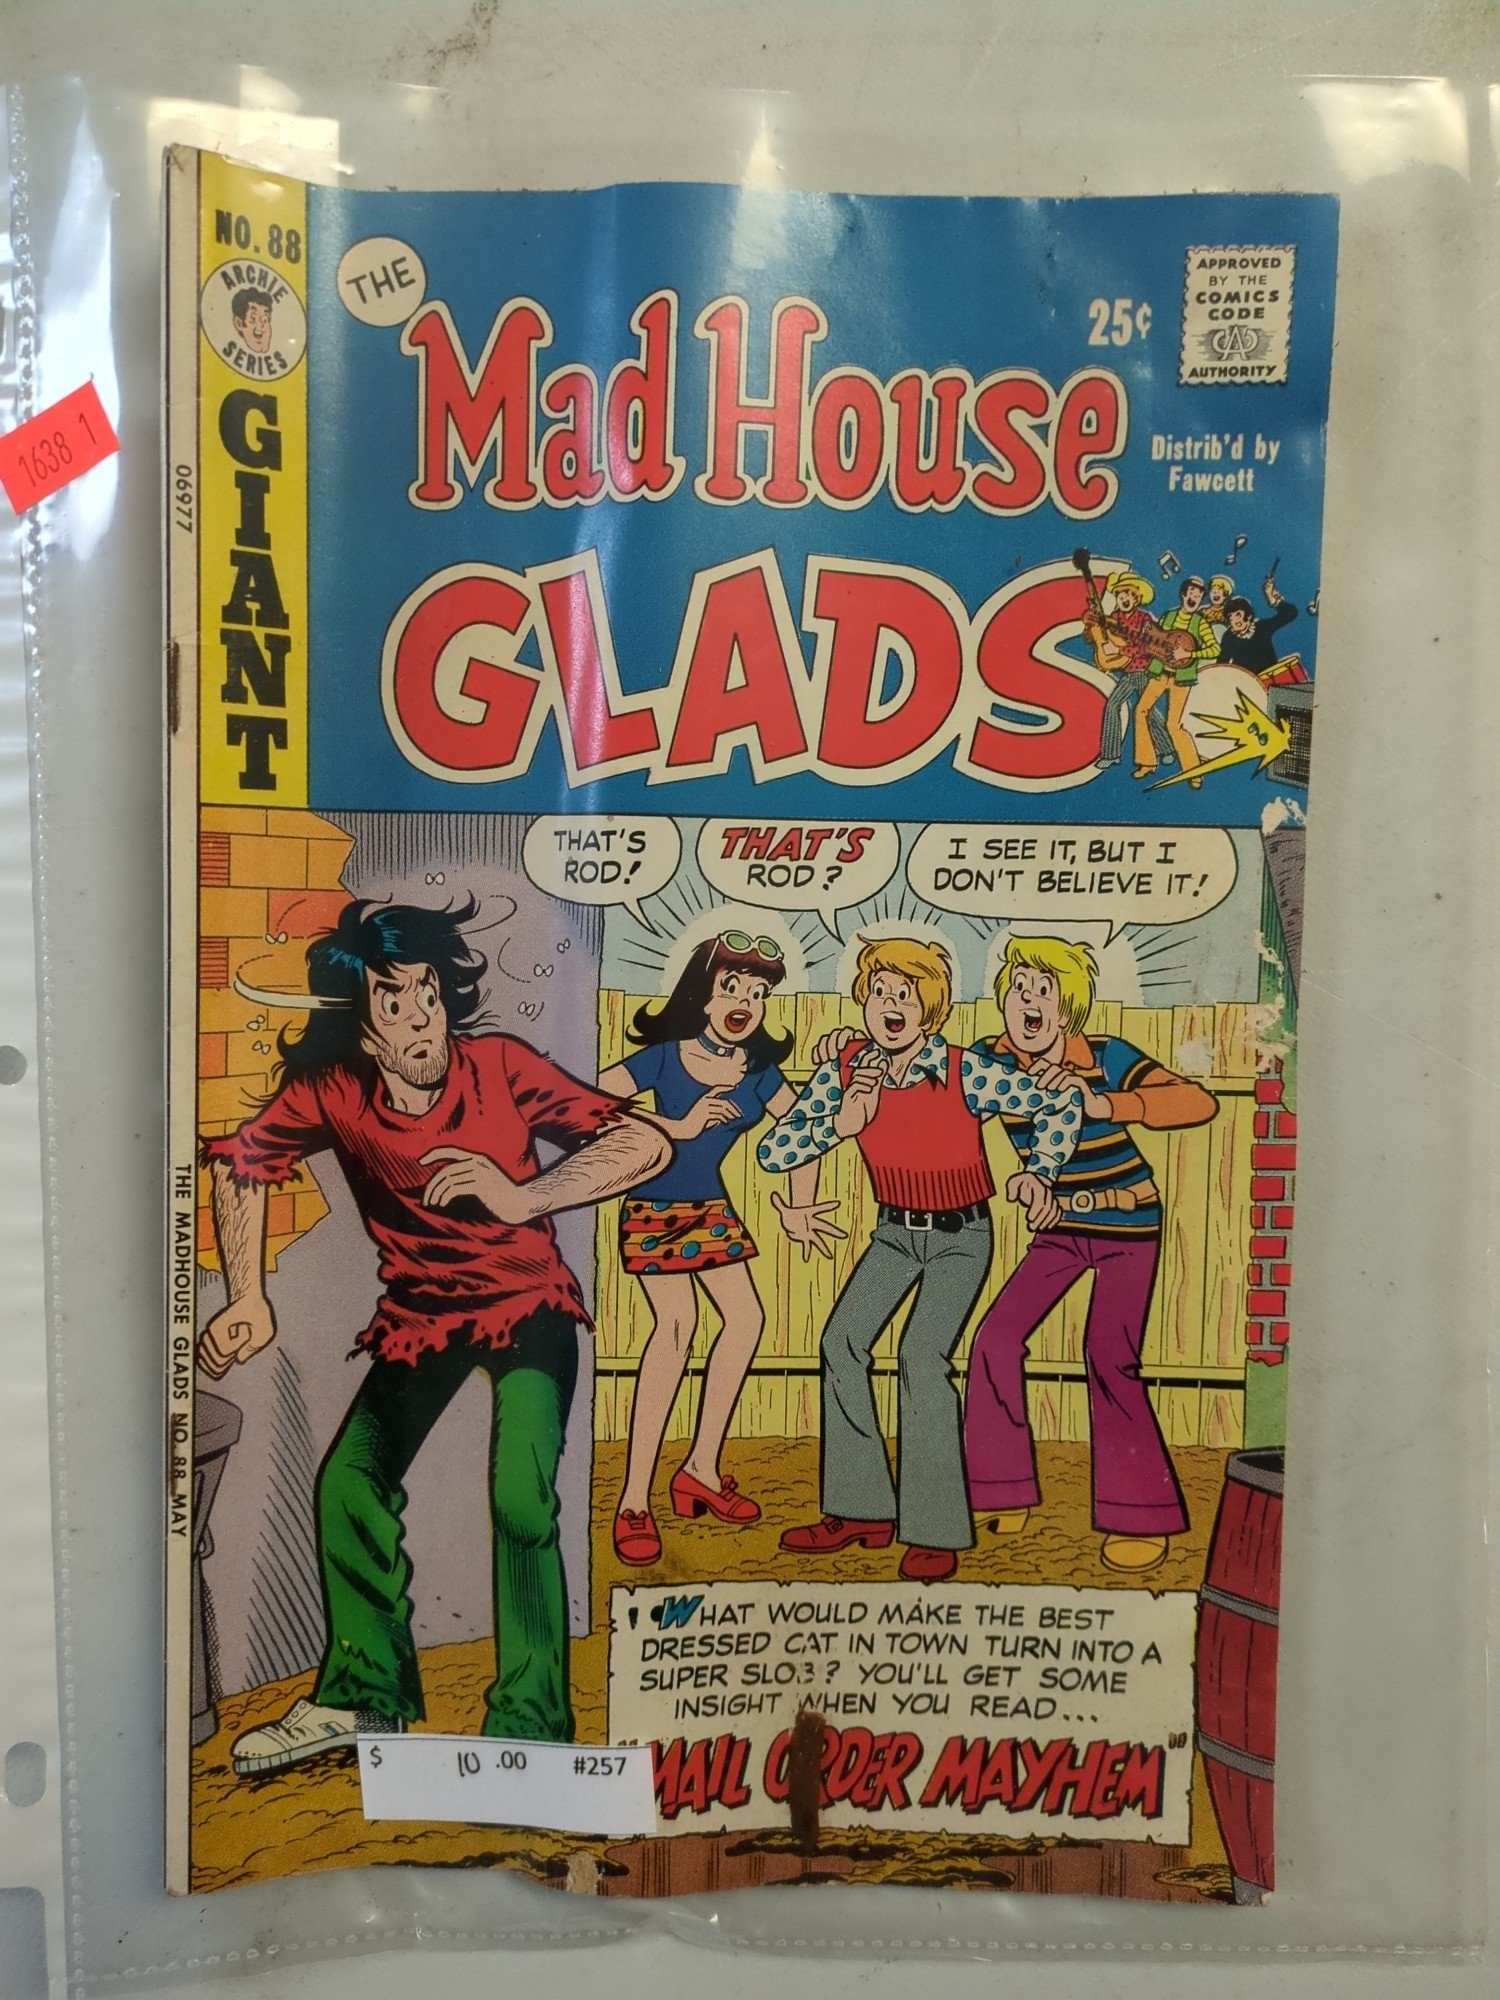 NO. 88
ARCHIE
SERIES
GIANT
THE
Mad House
GLADS
25¢
APPROVED
BY THE
COMICS
CODE
CAD
AUTHORITY
Distrib'd by
Fawcett
1638 1
06977
THE MADHOUSE GLADS NO. 88 MAY
THAT'S
ROD!
THAT'S
ROD?
I SEE IT, BUT I
DON'T BELIEVE IT!
WHAT WOULD MAKE THE BEST
DRESSED CAT IN TOWN TURN INTO A
SUPER SLOB? YOU'LL GET SOME
INSIGHT WHEN YOU READ...
"MAIL ORDER MAYHEM"
$ 10.00 #257